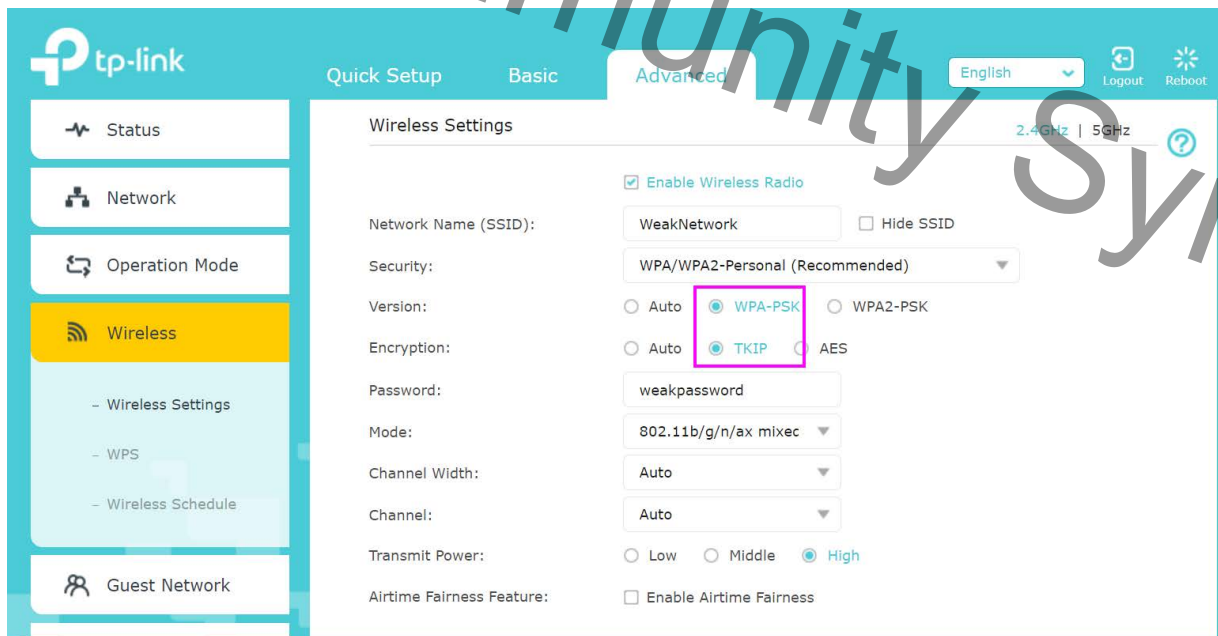 tp-link
Quick Setup Basic Advanced English Logout Reboot
Status
Network
Operation Mode
Wireless
- Wireless Settings
- WPS
- Wireless Schedule
Guest Network
Wireless Settings 2.4GHz | 5GHz
Enable Wireless Radio
Network Name (SSID): WeakNetwork Hide SSID
Security: WPA/WPA2-Personal (Recommended)
Version: Auto WPA-PSK WPA2-PSK
Encryption: Auto TKIP AES
Password: weakpassword
Mode: 802.11b/g/n/ax mixec
Channel Width: Auto
Channel: Auto
Transmit Power: Low Middle High
Airtime Fairness Feature: Enable Airtime Fairness